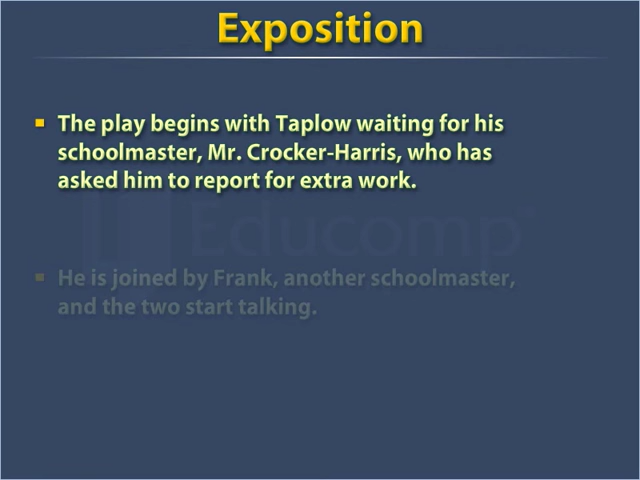 Exposition
The play begins with Taplow waiting for his
schoolmaster, Mr. Crocker-Harris, who has
asked him to report for extra work.
Educomp
He is joined by Frank, another schoolmaster,
and the two start talking.